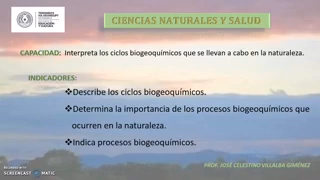 CIENCIAS NATURALES Y SALUD
CAPACIDAD: Interpreta los ciclos biogeoquímicos que se llevan a cabo en la naturaleza.
INDICADORES:
❖Describe los ciclos biogeoquímicos.
❖Determina la importancia de los procesos biogeoquímicos que
ocurren en la naturaleza.
❖Indica procesos biogeoquímicos.
PROF. JOSÉ CELESTINO VILLALBA GIMÉNEZ
RECORDED WITH
SCREENCAST MATIC